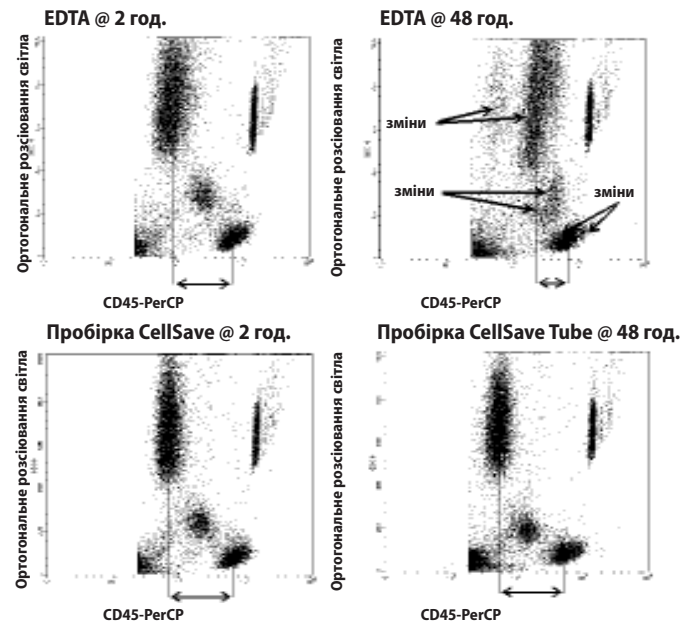 EDTA @ 2 год.
Ортогональне розсіювання світла
CD45-PerCP
EDTA @ 48 год.
Ортогональне розсіювання світла
зміни
зміни
зміни
CD45-PerCP
Пробірка CellSave @ 2 год.
Ортогональне розсіювання світла
CD45-PerCP
Пробірка CellSave Tube @ 48 год.
Ортогональне розсіювання світла
CD45-PerCP